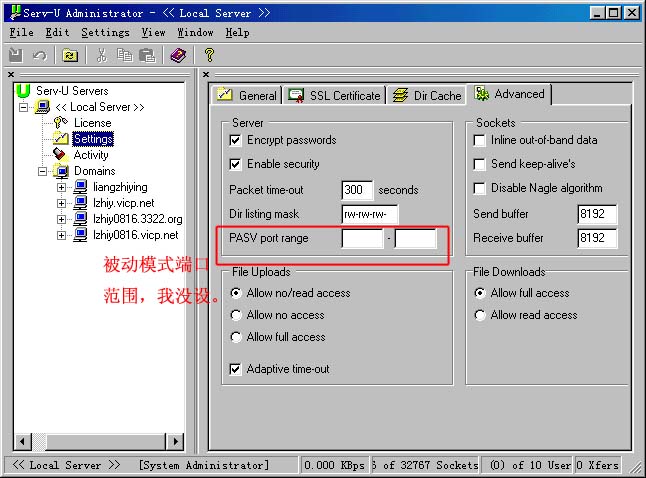 Serv-U Administrator - << Local Server >>
File Edit Settings View Window Help
Serv-U Servers
<< Local Server >>
License
Settings
Activity
Domains
liangzhiying
lzhiy.vicp.net
lzhiy0816.3322.org
lzhiy0816.vicp.net
General SSL Certificate Dir Cache Advanced
Server
Encrypt passwords
Enable security
Packet time-out 300 seconds
Dir listing mask rw-rw-rw-
PASV port range -
Sockets
Inline out-of-band data
Send keep-alive's
Disable Nagle algorithm
Send buffer 8192
Receive buffer 8192
被动模式端口
范围，我没设。
File Uploads
Allow no/read access
Allow no access
Allow full access
Adaptive time-out
File Downloads
Allow full access
Allow read access
<< Local Server >> [System Administrator] 0.000 KBps of 32767 Sockets (0) of 10 User 0 Xfers